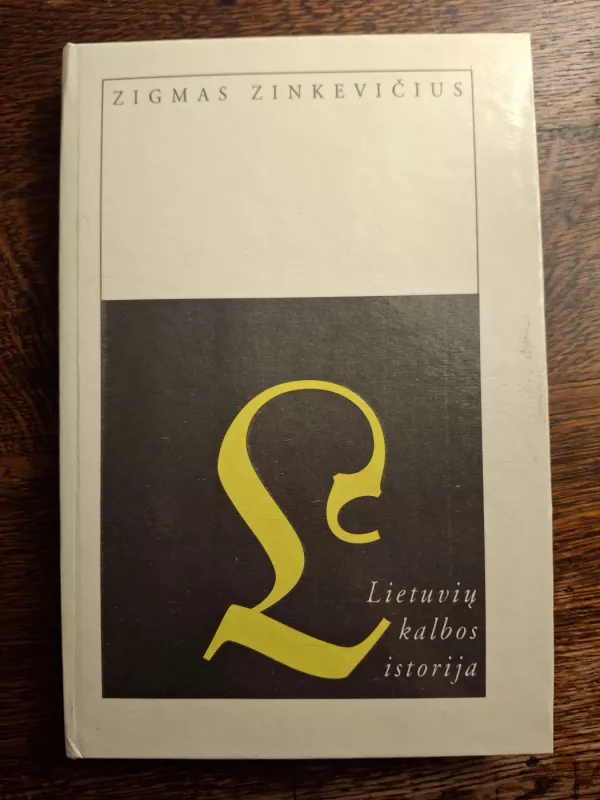 ZIGMAS ZINKEVIČIUS
L
Lietuvių
kalbos
istorija